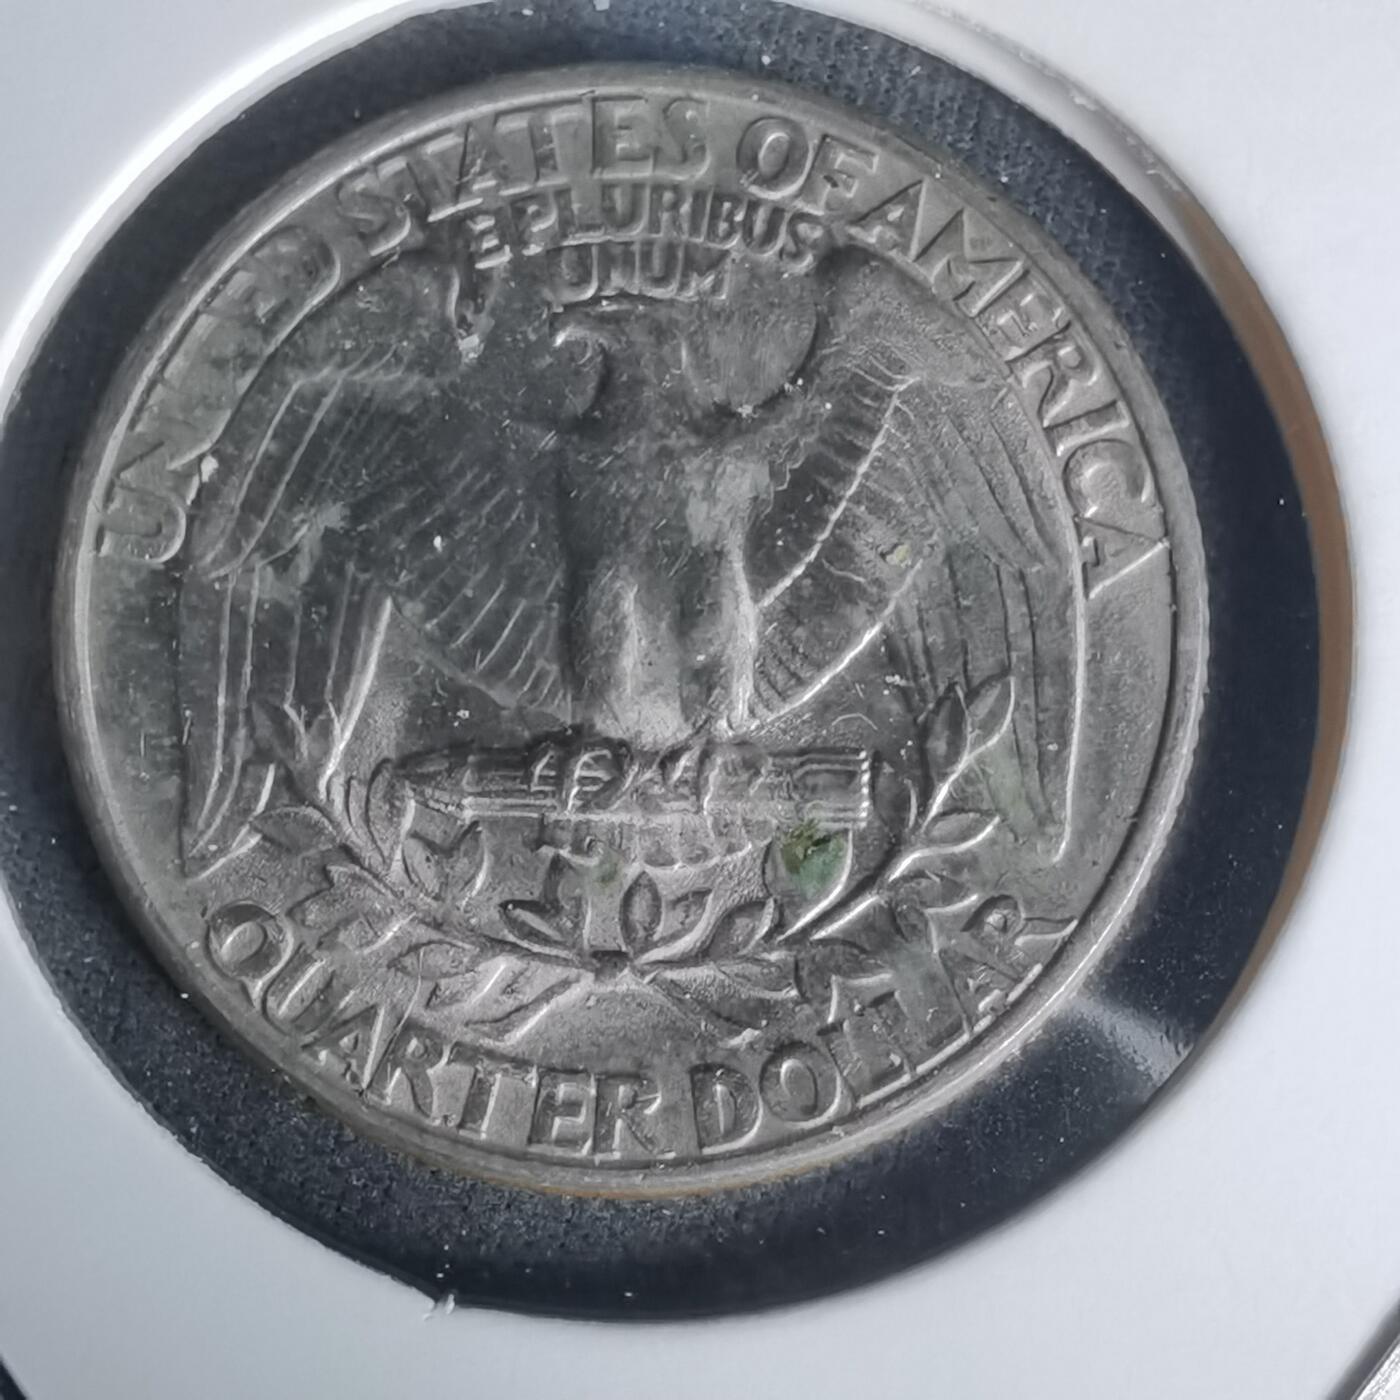 UNITED STATES OF AMERICA
E PLURIBUS
UNUM
QUARTER DOLLAR